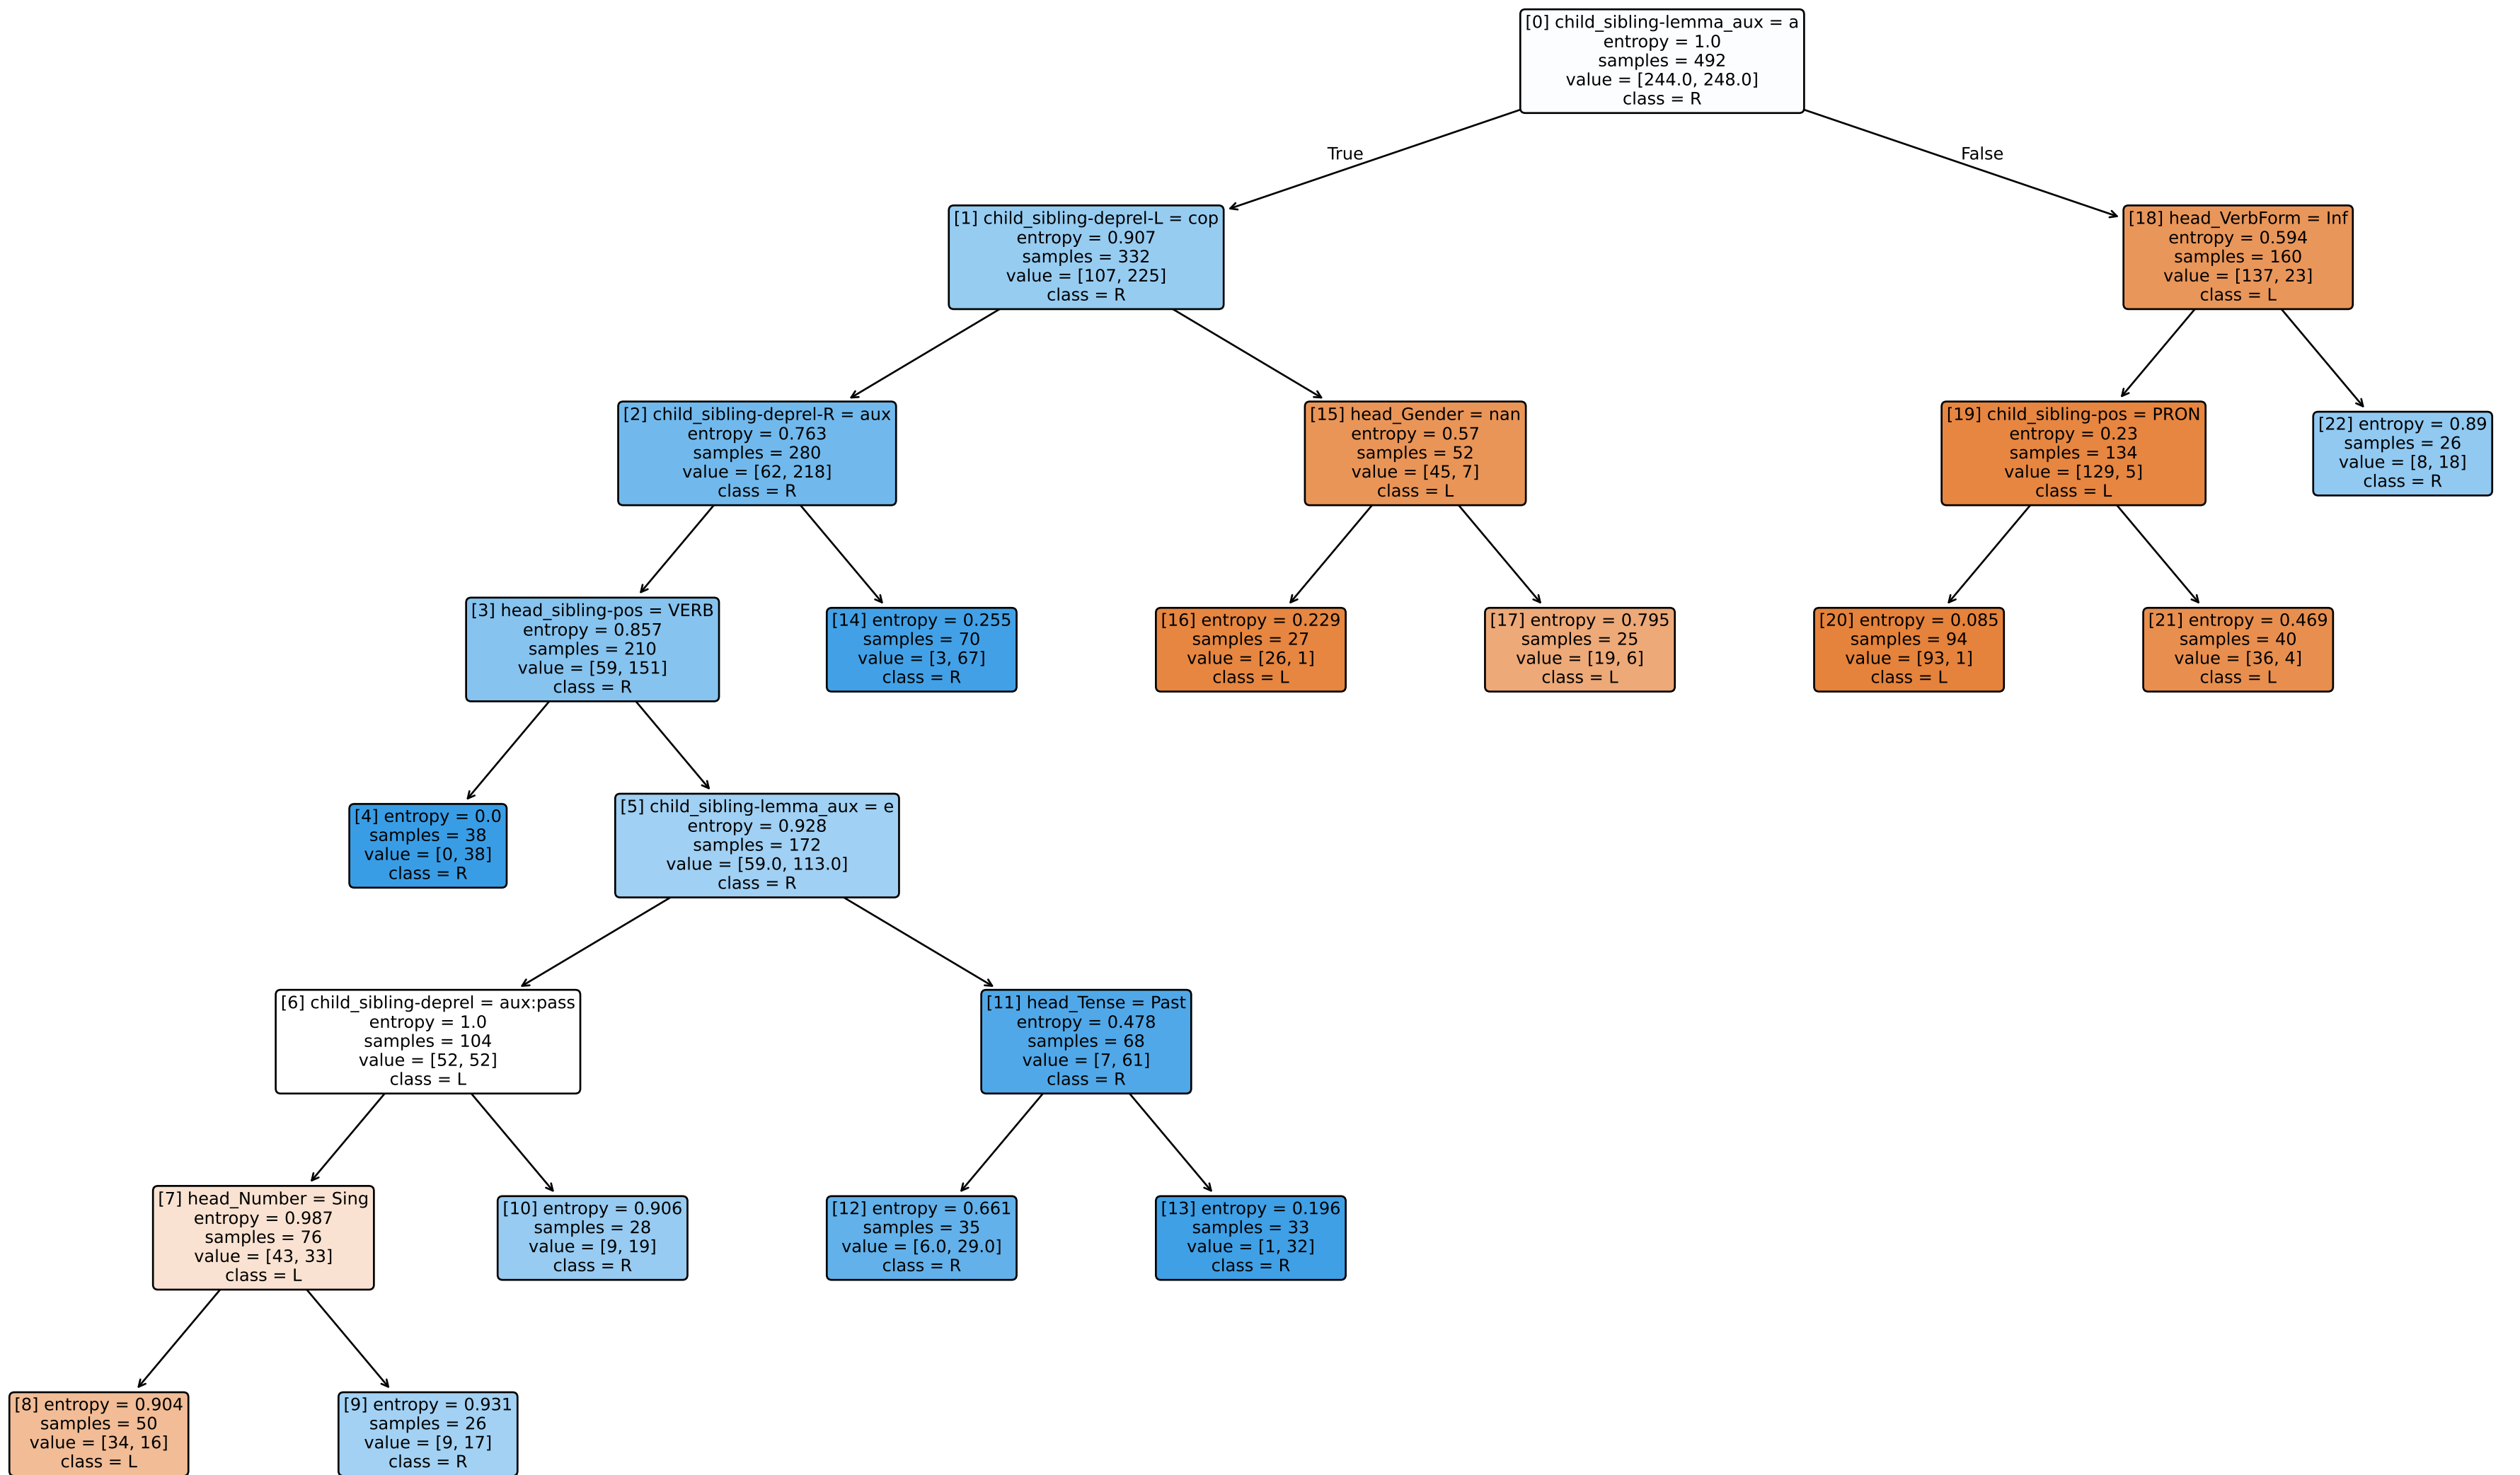 [0] child_sibling-lemma_aux = a
entropy = 1.0
samples = 492
value = [244.0, 248.0]
class = R
True
False
[1] child_sibling-deprel-L = cop
entropy = 0.907
samples = 332
value = [107, 225]
class = R
[18] head_VerbForm = Inf
entropy = 0.594
samples = 160
value = [137, 23]
class = L
[2] child_sibling-deprel-R = aux
entropy = 0.763
samples = 280
value = [62, 218]
class = R
[15] head_Gender = nan
entropy = 0.57
samples = 52
value = [45, 7]
class = L
[19] child_sibling-pos = PRON
entropy = 0.23
samples = 134
value = [129, 5]
class = L
[22] entropy = 0.89
samples = 26
value = [8, 18]
class = R
[3] head_sibling-pos = VERB
entropy = 0.857
samples = 210
value = [59, 151]
class = R
[14] entropy = 0.255
samples = 70
value = [3, 67]
class = R
[16] entropy = 0.229
samples = 27
value = [26, 1]
class = L
[17] entropy = 0.795
samples = 25
value = [19, 6]
class = L
[20] entropy = 0.085
samples = 94
value = [93, 1]
class = L
[21] entropy = 0.469
samples = 40
value = [36, 4]
class = L
[4] entropy = 0.0
samples = 38
value = [0, 38]
class = R
[5] child_sibling-lemma_aux = e
entropy = 0.928
samples = 172
value = [59.0, 113.0]
class = R
[6] child_sibling-deprel = aux:pass
entropy = 1.0
samples = 104
value = [52, 52]
class = L
[11] head_Tense = Past
entropy = 0.478
samples = 68
value = [7, 61]
class = R
[7] head_Number = Sing
entropy = 0.987
samples = 76
value = [43, 33]
class = L
[10] entropy = 0.906
samples = 28
value = [9, 19]
class = R
[12] entropy = 0.661
samples = 35
value = [6.0, 29.0]
class = R
[13] entropy = 0.196
samples = 33
value = [1, 32]
class = R
[8] entropy = 0.904
samples = 50
value = [34, 16]
class = L
[9] entropy = 0.931
samples = 26
value = [9, 17]
class = R